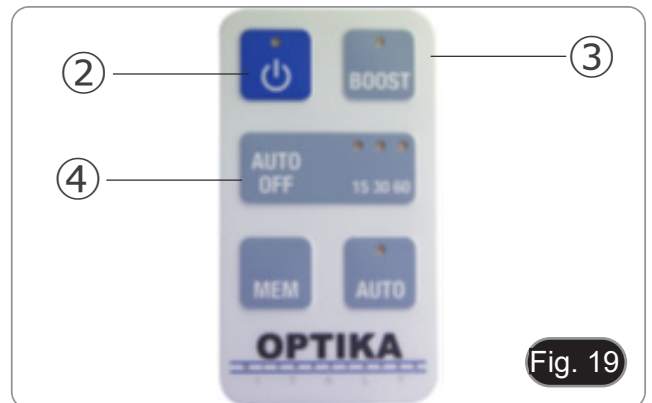 ② ③
BOOST
④ AUTO
OFF 15 30 60
MEM AUTO
OPTIKA
Fig. 19